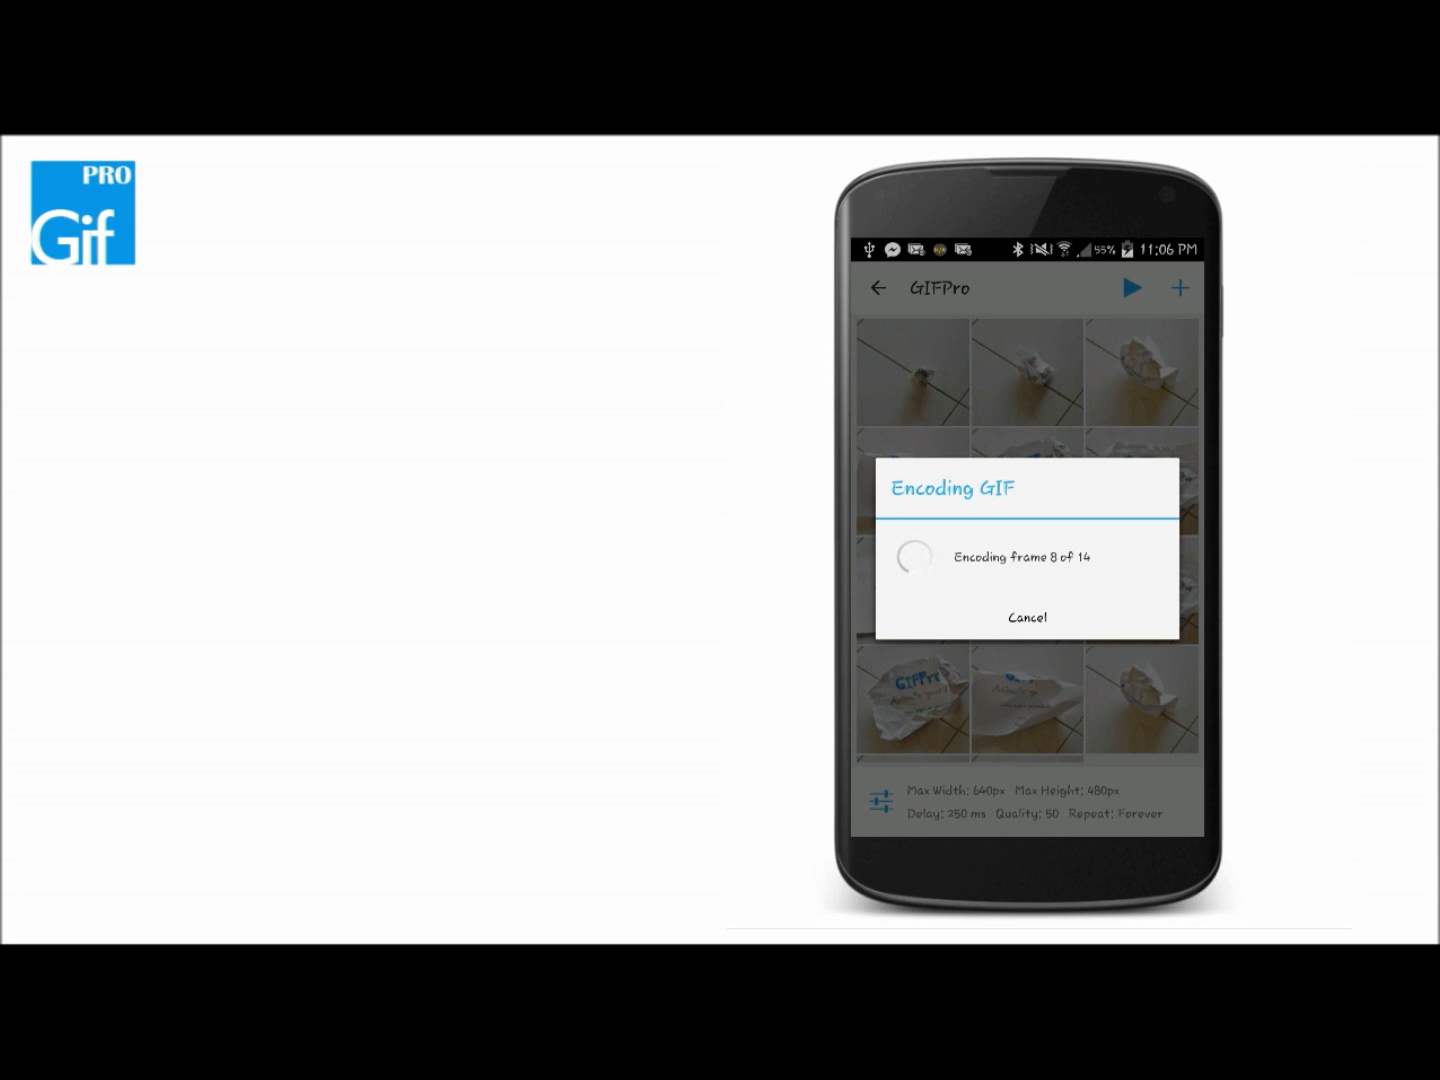 PRO
Gif
55% 11:06 PM
GIFPro
Encoding GIF
Encoding frame 8 of 14
Cancel
GIFPro
Max Width: 640px Max Height: 480px
Delay: 250 ms Quality: 50 Repeat: Forever